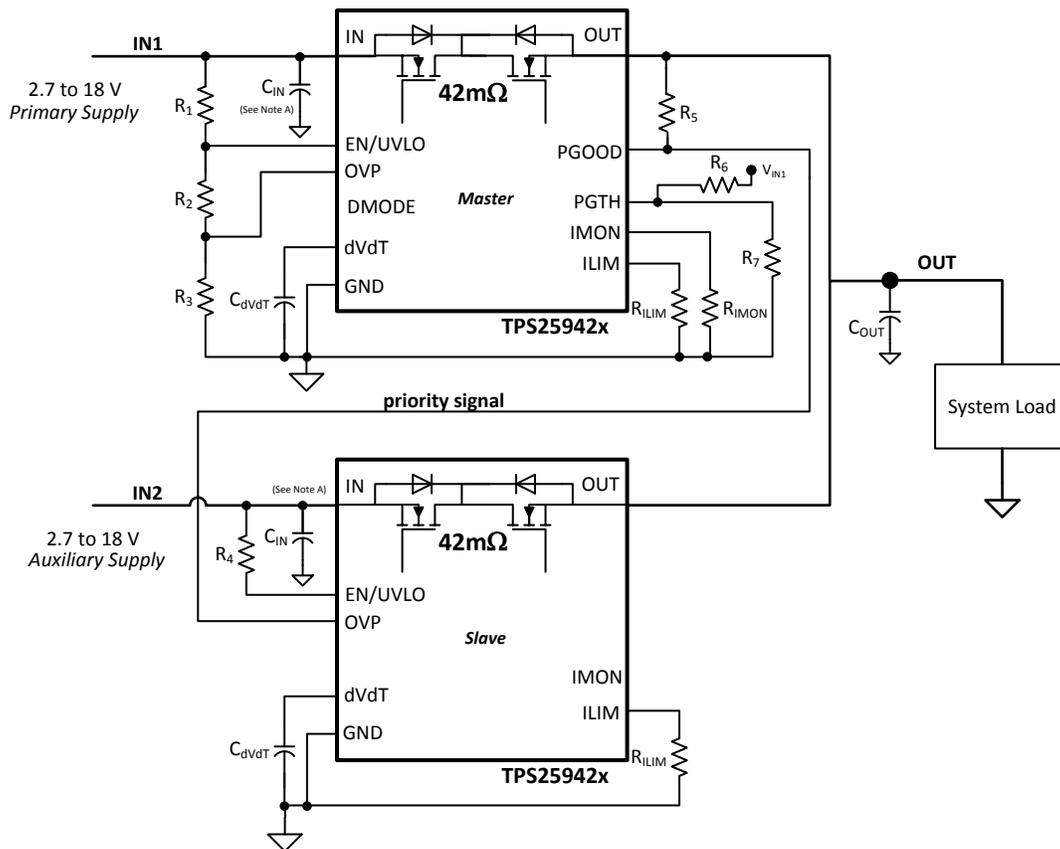 IN1
2.7 to 18 V
Primary Supply
R1
R2
R3
CIN
(See Note A)
CdVdT
IN
OUT
42mΩ
EN/UVLO
OVP
DMODE
dVdT
GND
Master
PGOOD
PGTH
IMON
ILIM
TPS25942x
R5
R6
VIN1
R7
RILIM
RIMON
OUT
COUT
System Load
priority signal
IN2
2.7 to 18 V
Auxiliary Supply
R4
(See Note A)
CIN
CdVdT
IN
OUT
42mΩ
EN/UVLO
OVP
Slave
dVdT
GND
IMON
ILIM
RILIM
TPS25942x